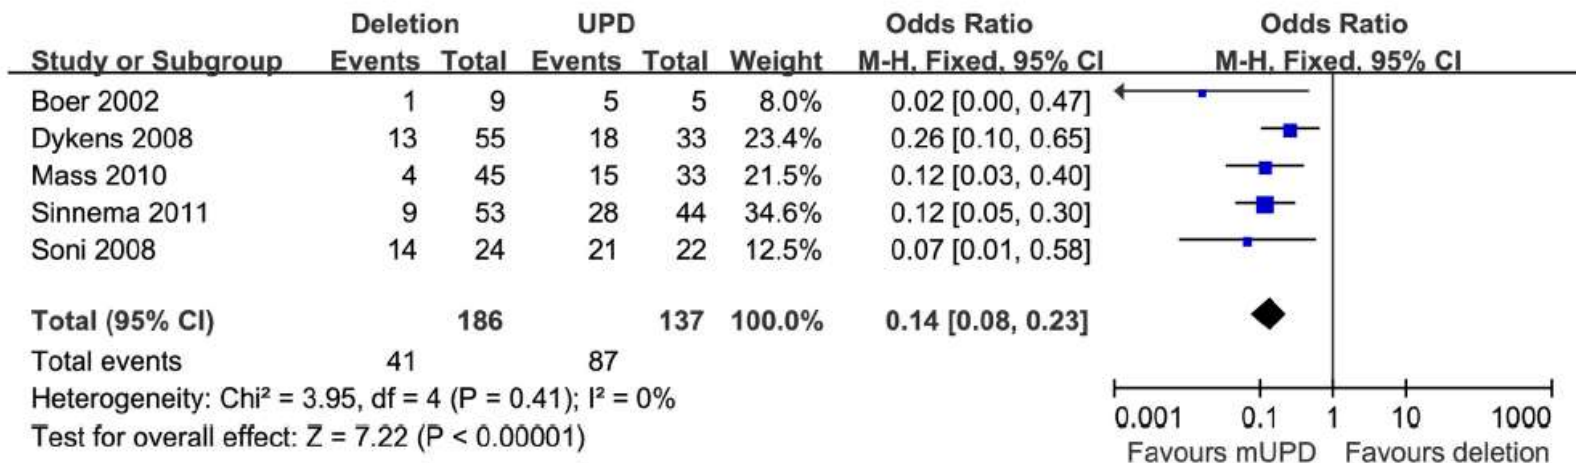 Deletion UPD Odds Ratio Odds Ratio
Study or Subgroup Events Total Events Total Weight M-H, Fixed, 95% CI M-H, Fixed, 95% CI
Boer 2002 1 9 5 5 8.0% 0.02 [0.00, 0.47]
Dykens 2008 13 55 18 33 23.4% 0.26 [0.10, 0.65]
Mass 2010 4 45 15 33 21.5% 0.12 [0.03, 0.40]
Sinnema 2011 9 53 28 44 34.6% 0.12 [0.05, 0.30]
Soni 2008 14 24 21 22 12.5% 0.07 [0.01, 0.58]
Total (95% CI) 186 137 100.0% 0.14 [0.08, 0.23]
Total events 41 87
Heterogeneity: Chi² = 3.95, df = 4 (P = 0.41); I² = 0%
Test for overall effect: Z = 7.22 (P < 0.00001)
0.001 0.1 1 10 1000
Favours mUPD Favours deletion